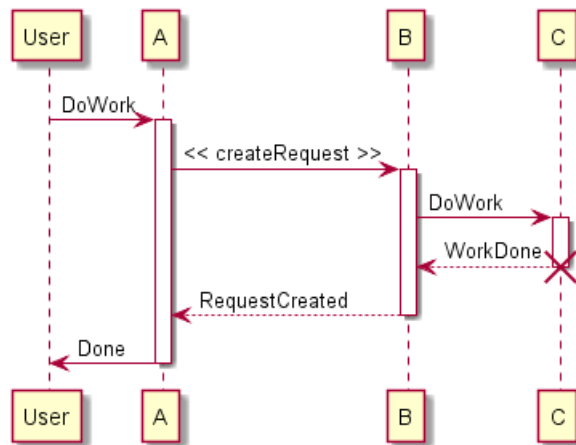 User A B C
DoWork
<< createRequest >>
DoWork
WorkDone
RequestCreated
Done
User A B C